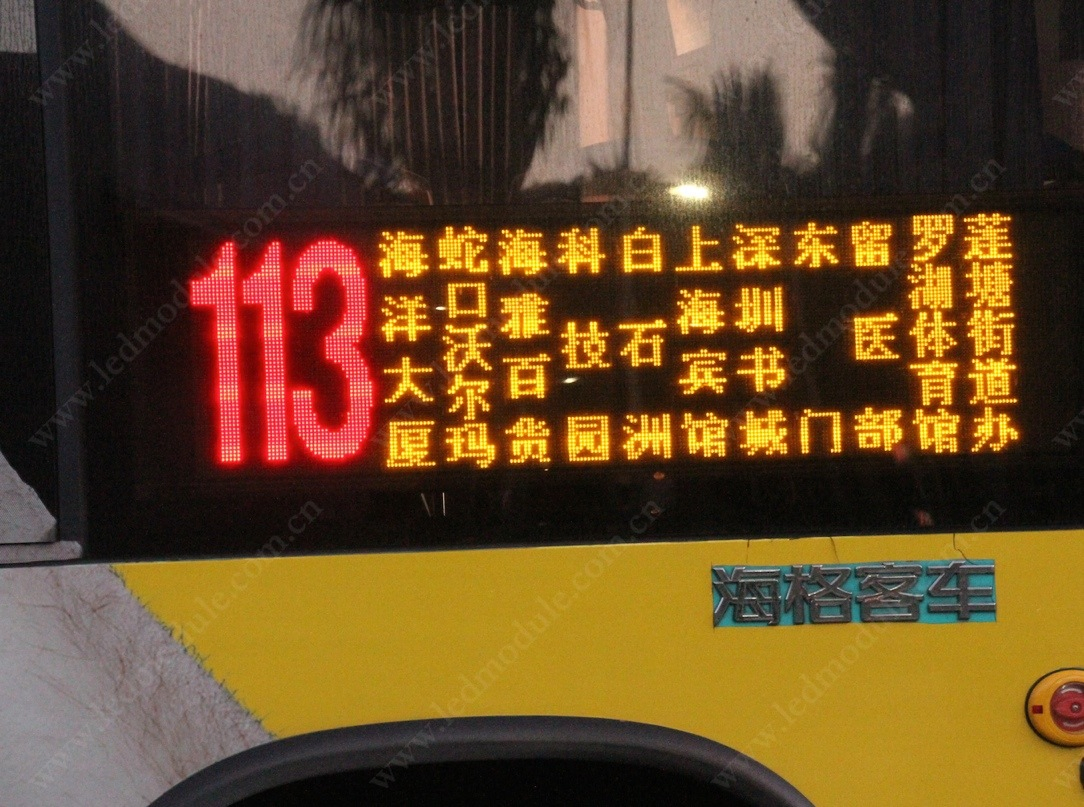 113
海洋大厦
蛇口沃尔玛
海雅百货
科技园
白石洲
上海宾馆
深圳书城
东门
留医部
罗湖体育馆
莲塘街道办
海格客车
www.ledmodule.com.cn